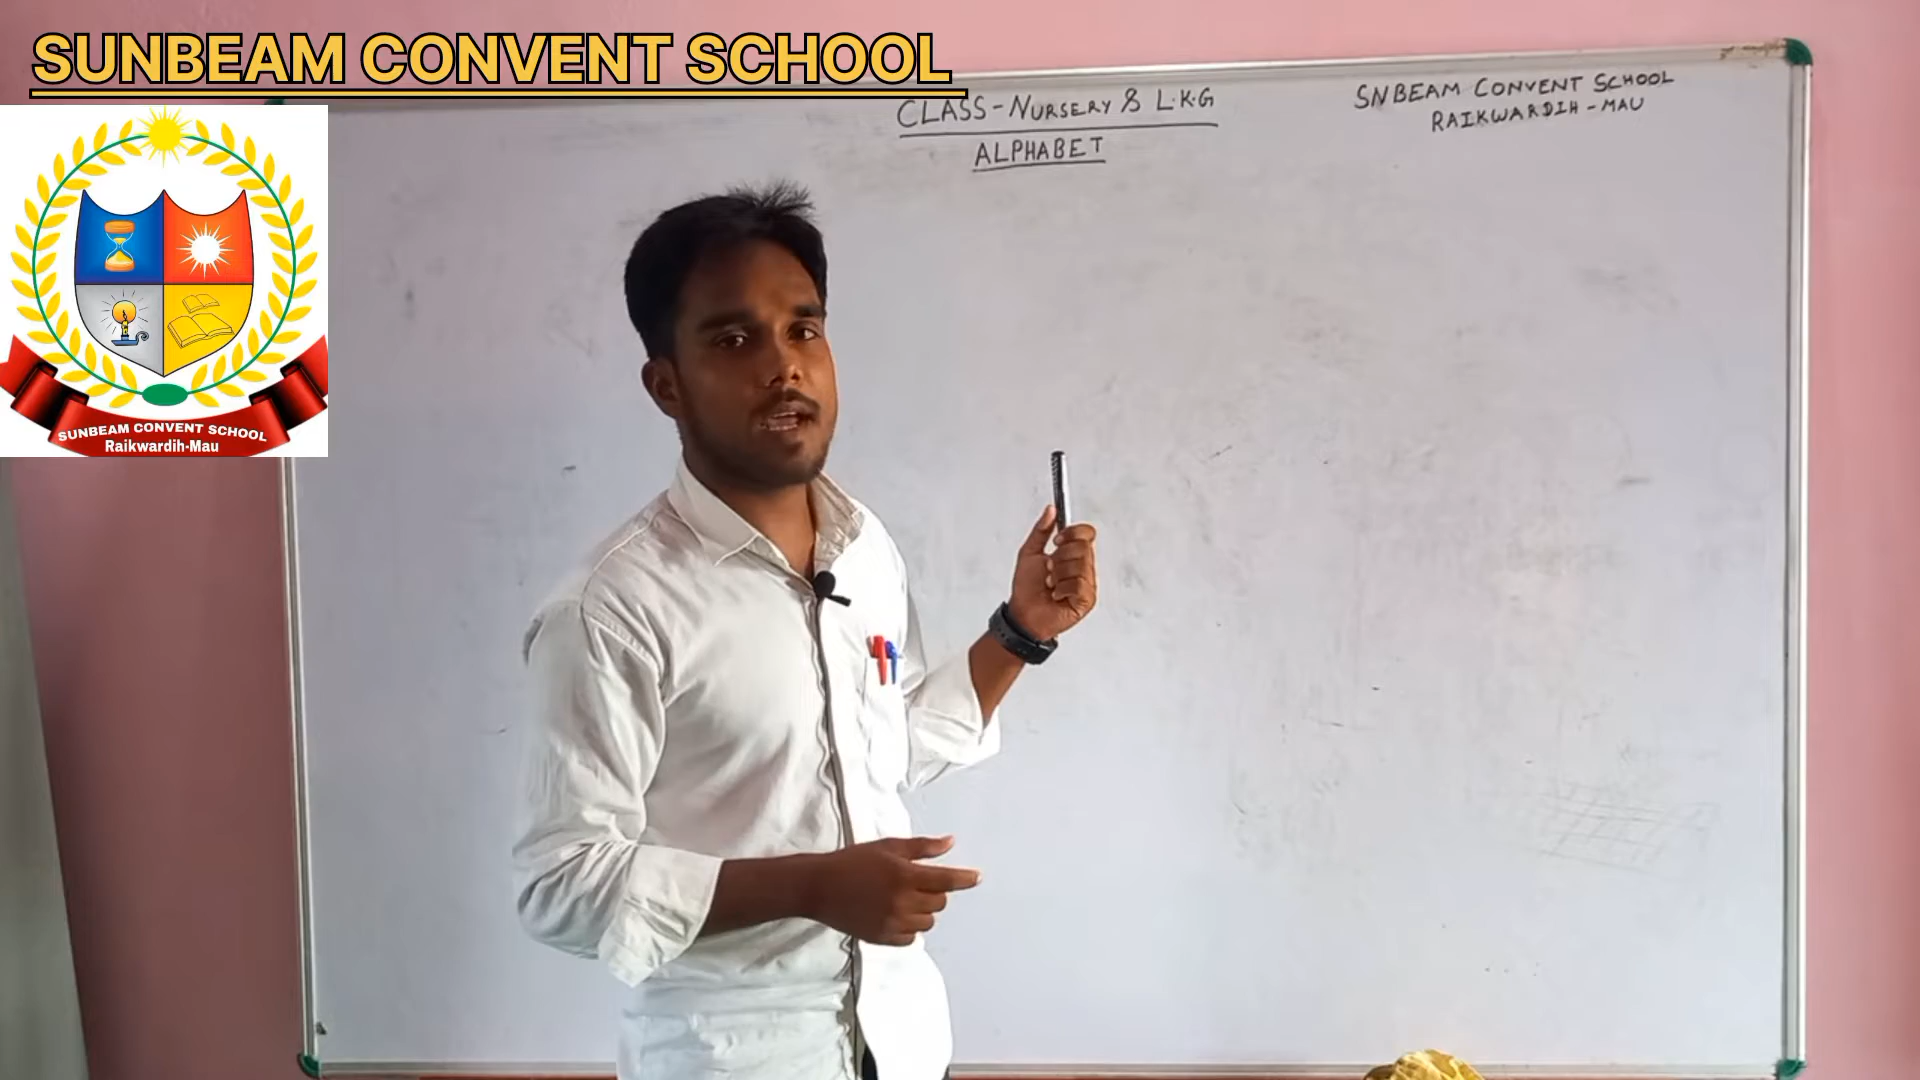 SUNBEAM CONVENT SCHOOL
CLASS-NURSERY & L.K.G
ALPHABET
SNBEAM CONVENT SCHOOL
RAIKWARDIH-MAU
SUNBEAM CONVENT SCHOOL
Raikwardih-Mau